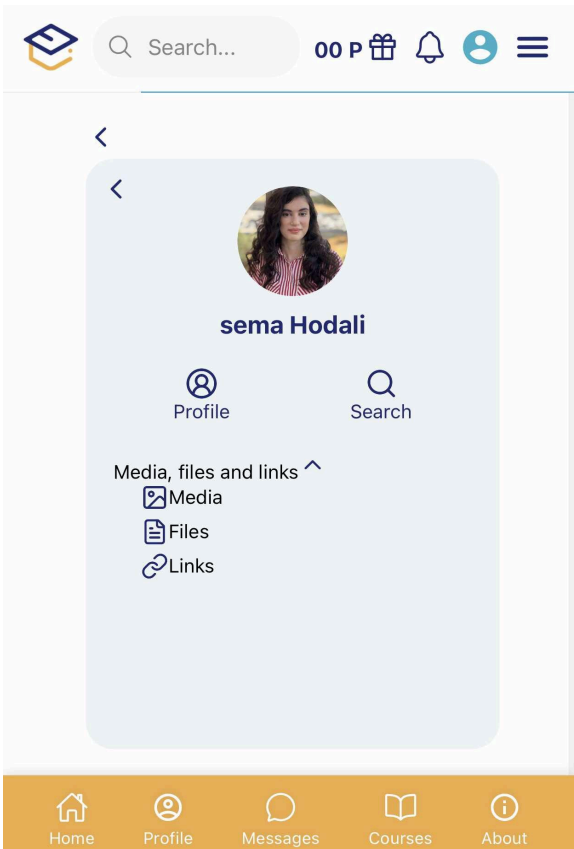 Search...
00 P
sema Hodali
Profile Search
Media, files and links
Media
Files
Links
Home Profile Messages Courses About